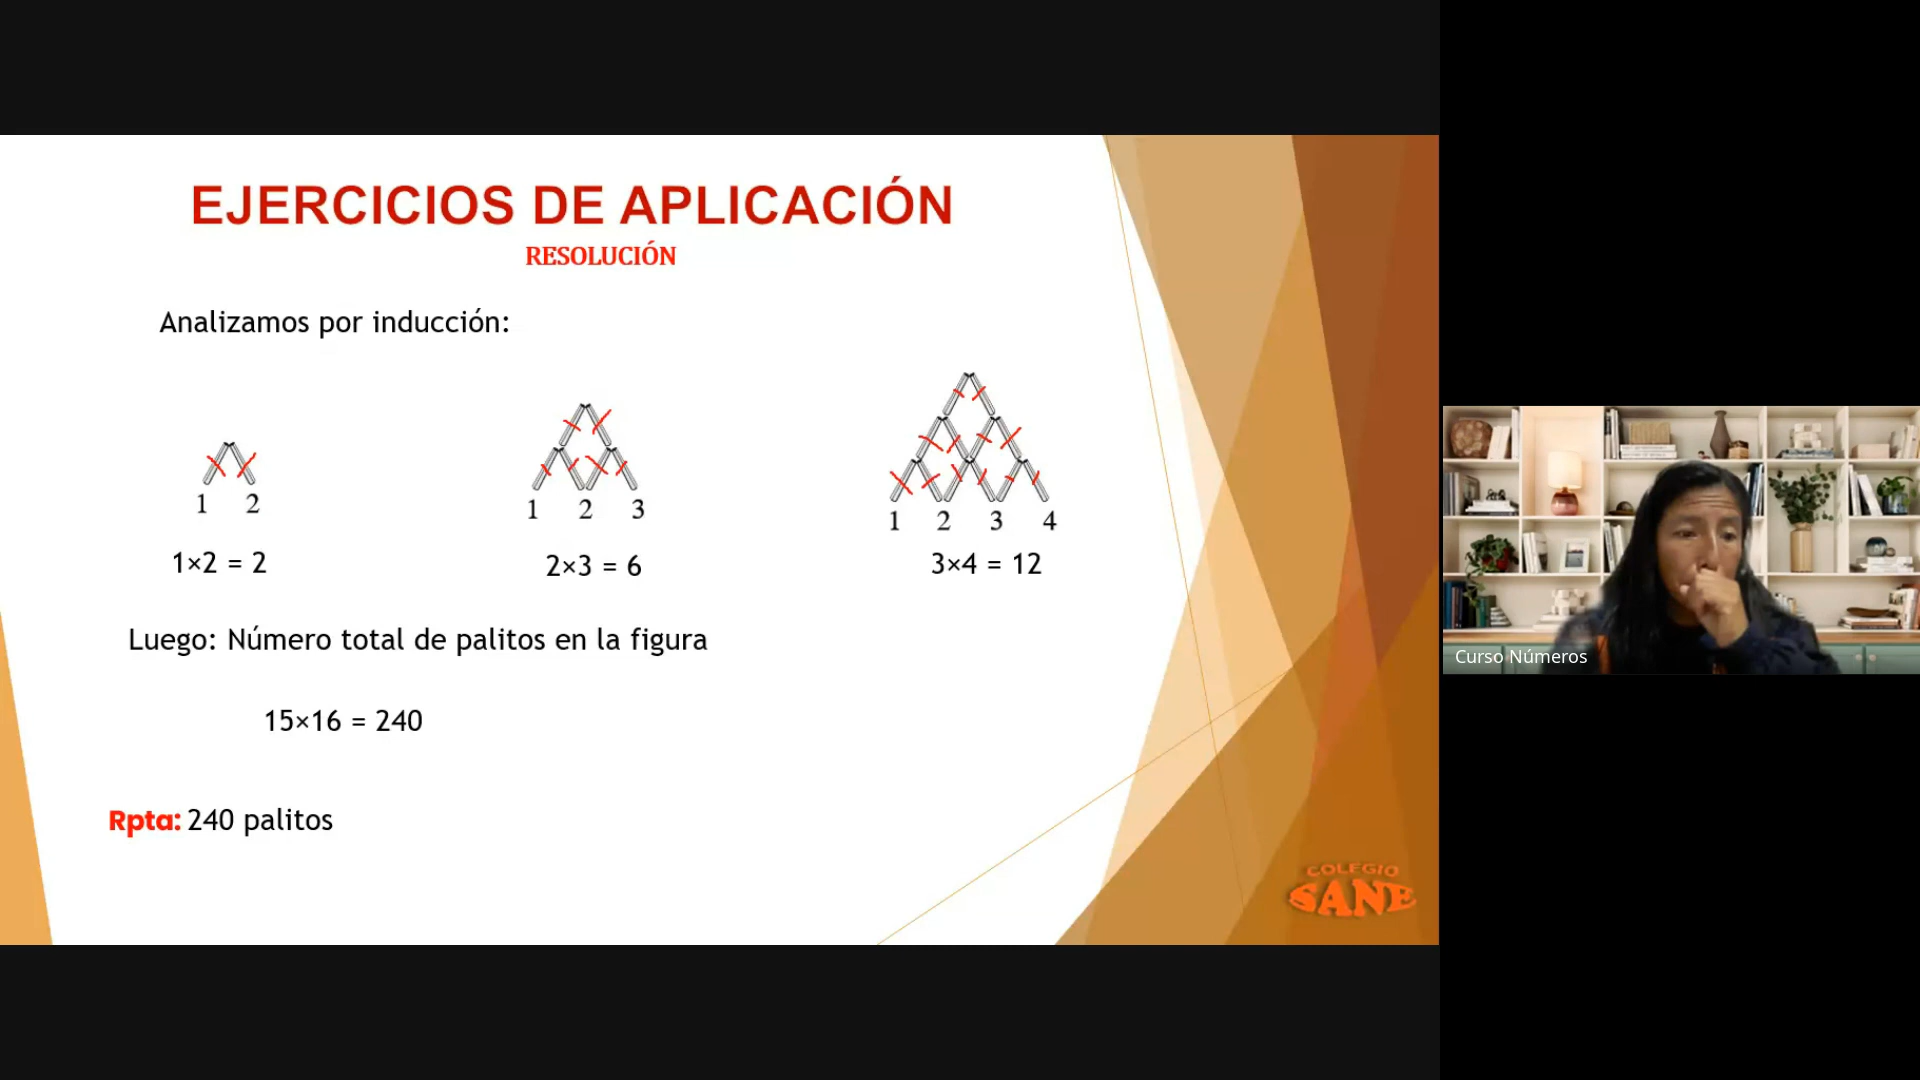 EJERCICIOS DE APLICACIÓN
RESOLUCIÓN
Analizamos por inducción:
1 2
1 2 3
1 2 3 4
1×2 = 2
2×3 = 6
3×4 = 12
Luego: Número total de palitos en la figura
15×16 = 240
Rpta: 240 palitos
COLEGIO
SANE
Curso Números